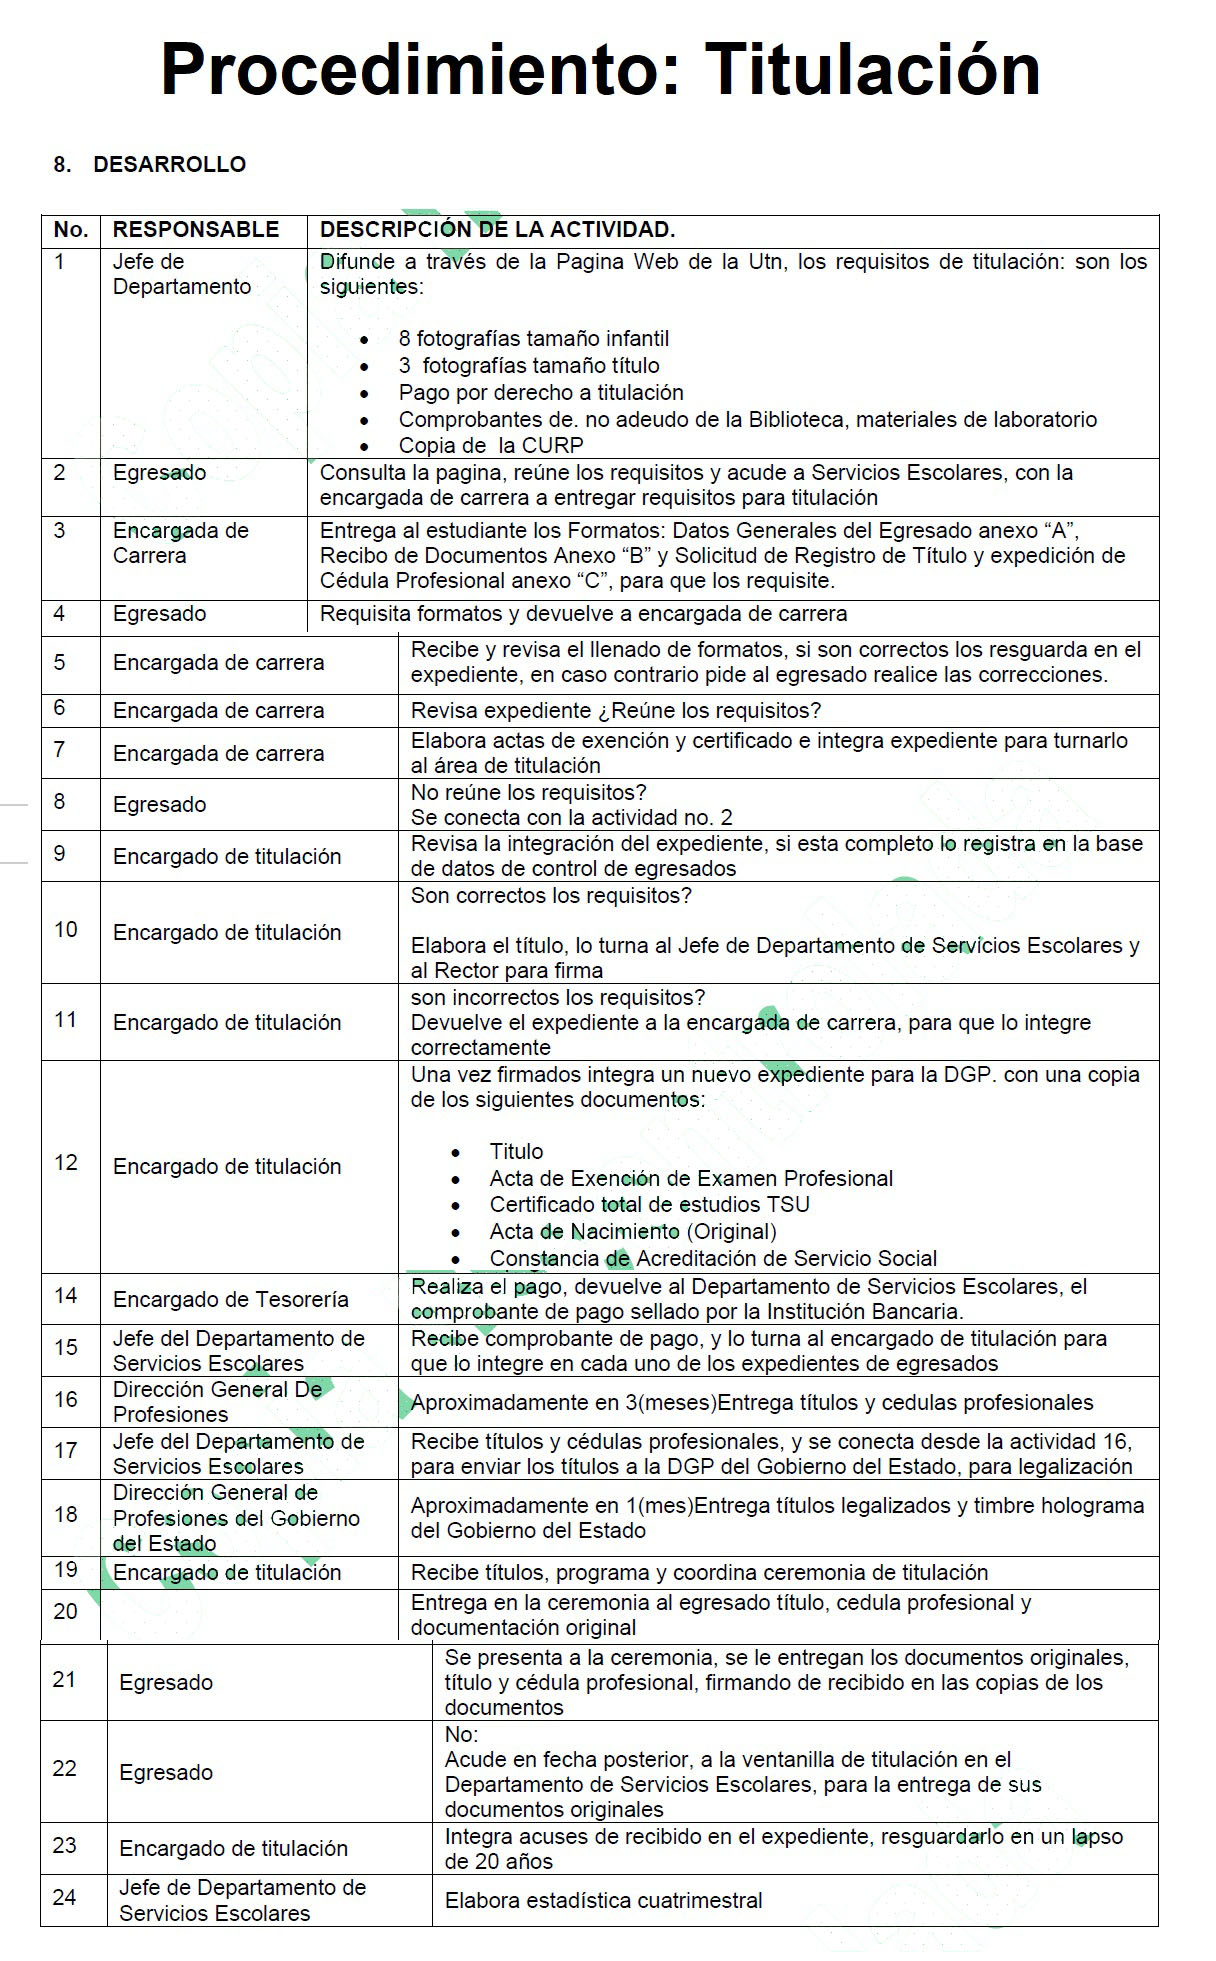 Procedimiento: Titulación
8. DESARROLLO
No. RESPONSABLE DESCRIPCIÓN DE LA ACTIVIDAD.
1 Jefe de Departamento
Difunde a través de la Pagina Web de la Utn, los requisitos de titulación: son los
siguientes:
• 8 fotografías tamaño infantil
• 3 fotografías tamaño título
• Pago por derecho a titulación
• Comprobantes de. no adeudo de la Biblioteca, materiales de laboratorio
• Copia de la CURP
2 Egresado
Consulta la pagina, reúne los requisitos y acude a Servicios Escolares, con la
encargada de carrera a entregar requisitos para titulación
3 Encargada de
Carrera
Entrega al estudiante los Formatos: Datos Generales del Egresado anexo “A”,
Recibo de Documentos Anexo “B” y Solicitud de Registro de Título y expedición de
Cédula Profesional anexo “C”, para que los requisite.
4 Egresado Requisita formatos y devuelve a encargada de carrera
5 Encargada de carrera
Recibe y revisa el llenado de formatos, si son correctos los resguarda en el
expediente, en caso contrario pide al egresado realice las correcciones.
6 Encargada de carrera Revisa expediente ¿Reúne los requisitos?
7 Encargada de carrera
Elabora actas de exención y certificado e integra expediente para turnarlo
al área de titulación
8 Egresado
No reúne los requisitos?
Se conecta con la actividad no. 2
9 Encargado de titulación
Revisa la integración del expediente, si esta completo lo registra en la base
de datos de control de egresados
10 Encargado de titulación
Son correctos los requisitos?
Elabora el título, lo turna al Jefe de Departamento de Servicios Escolares y
al Rector para firma
11 Encargado de titulación
son incorrectos los requisitos?
Devuelve el expediente a la encargada de carrera, para que lo integre
correctamente
12 Encargado de titulación
Una vez firmados integra un nuevo expediente para la DGP. con una copia
de los siguientes documentos:
• Titulo
• Acta de Exención de Examen Profesional
• Certificado total de estudios TSU
• Acta de Nacimiento (Original)
• Constancia de Acreditación de Servicio Social
14 Encargado de Tesorería
Realiza el pago, devuelve al Departamento de Servicios Escolares, el
comprobante de pago sellado por la Institución Bancaria.
15 Jefe del Departamento de
Servicios Escolares
Recibe comprobante de pago, y lo turna al encargado de titulación para
que lo integre en cada uno de los expedientes de egresados
16 Dirección General De
Profesiones
Aproximadamente en 3(meses)Entrega títulos y cedulas profesionales
17 Jefe del Departamento de
Servicios Escolares
Recibe títulos y cédulas profesionales, y se conecta desde la actividad 16,
para enviar los títulos a la DGP del Gobierno del Estado, para legalización
18 Dirección General de
Profesiones del Gobierno
del Estado
Aproximadamente en 1(mes)Entrega títulos legalizados y timbre holograma
del Gobierno del Estado
19 Encargado de titulación Recibe títulos, programa y coordina ceremonia de titulación
20
Entrega en la ceremonia al egresado título, cedula profesional y
documentación original
21 Egresado
Se presenta a la ceremonia, se le entregan los documentos originales,
título y cédula profesional, firmando de recibido en las copias de los
documentos
22 Egresado
No:
Acude en fecha posterior, a la ventanilla de titulación en el
Departamento de Servicios Escolares, para la entrega de sus
documentos originales
23 Encargado de titulación
Integra acuses de recibido en el expediente, resguardarlo en un lapso
de 20 años
24 Jefe de Departamento de
Servicios Escolares
Elabora estadística cuatrimestral